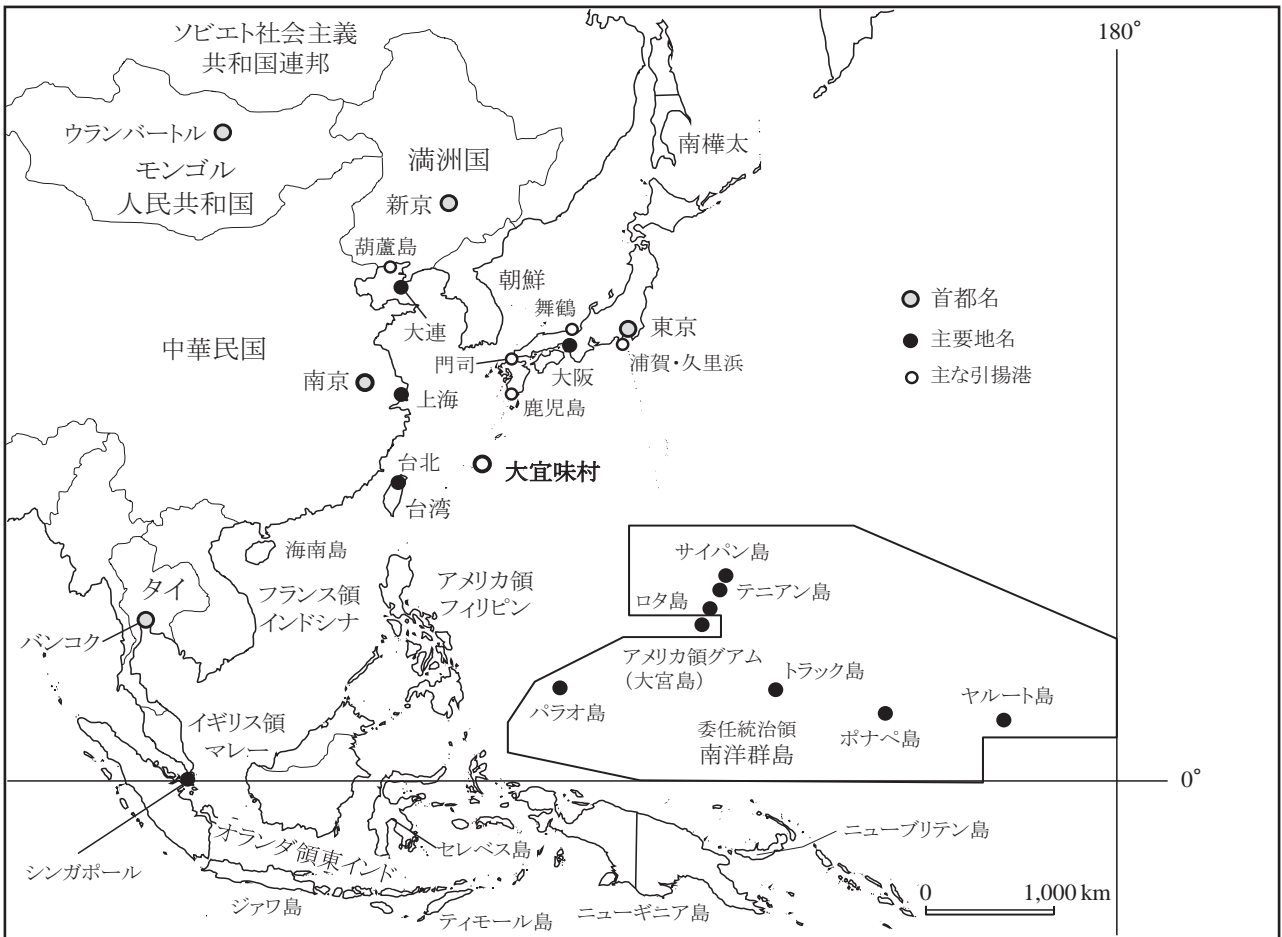 ソビエト社会主義
共和国連邦
180°
ウランバートル
モンゴル
人民共和国
満洲国
新京
南樺太
葫蘆島
朝鮮
大連
舞鶴
東京
浦賀・久里浜
門司
大阪
鹿児島
中華民国
南京
上海
首都名
主要地名
主な引揚港
台北
台湾
大宜味村
海南島
タイ
バンコク
フランス領
インドシナ
アメリカ領
フィリピン
サイパン島
テニアン島
ロタ島
アメリカ領グアム
(大宮島)
トラック島
ヤルート島
パラオ島
委任統治領
南洋群島
ポナペ島
イギリス領
マレー
0°
シンガポール
オランダ領東インド
セレベス島
ニューブリテン島
ジァワ島
ティモール島
ニューギニア島
0 1,000 km